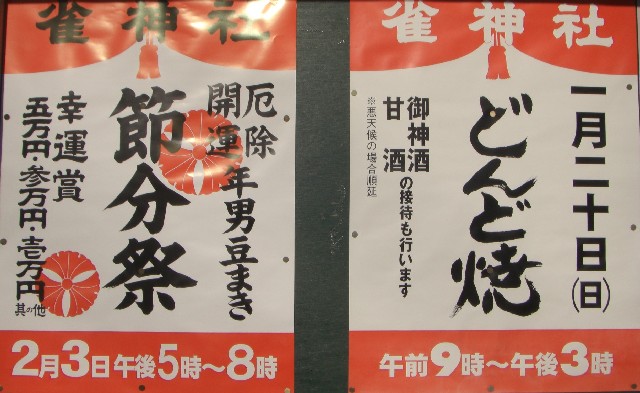 雀神社
厄除
開運
年男豆まき
節分祭
幸運賞
五万円・参万円・壱万円
其の他
2月3日午後5時～8時
雀神社
一月二十日(日)
どんど焼
御神酒
甘酒
の接待も行います
※悪天候の場合順延
午前9時～午後3時